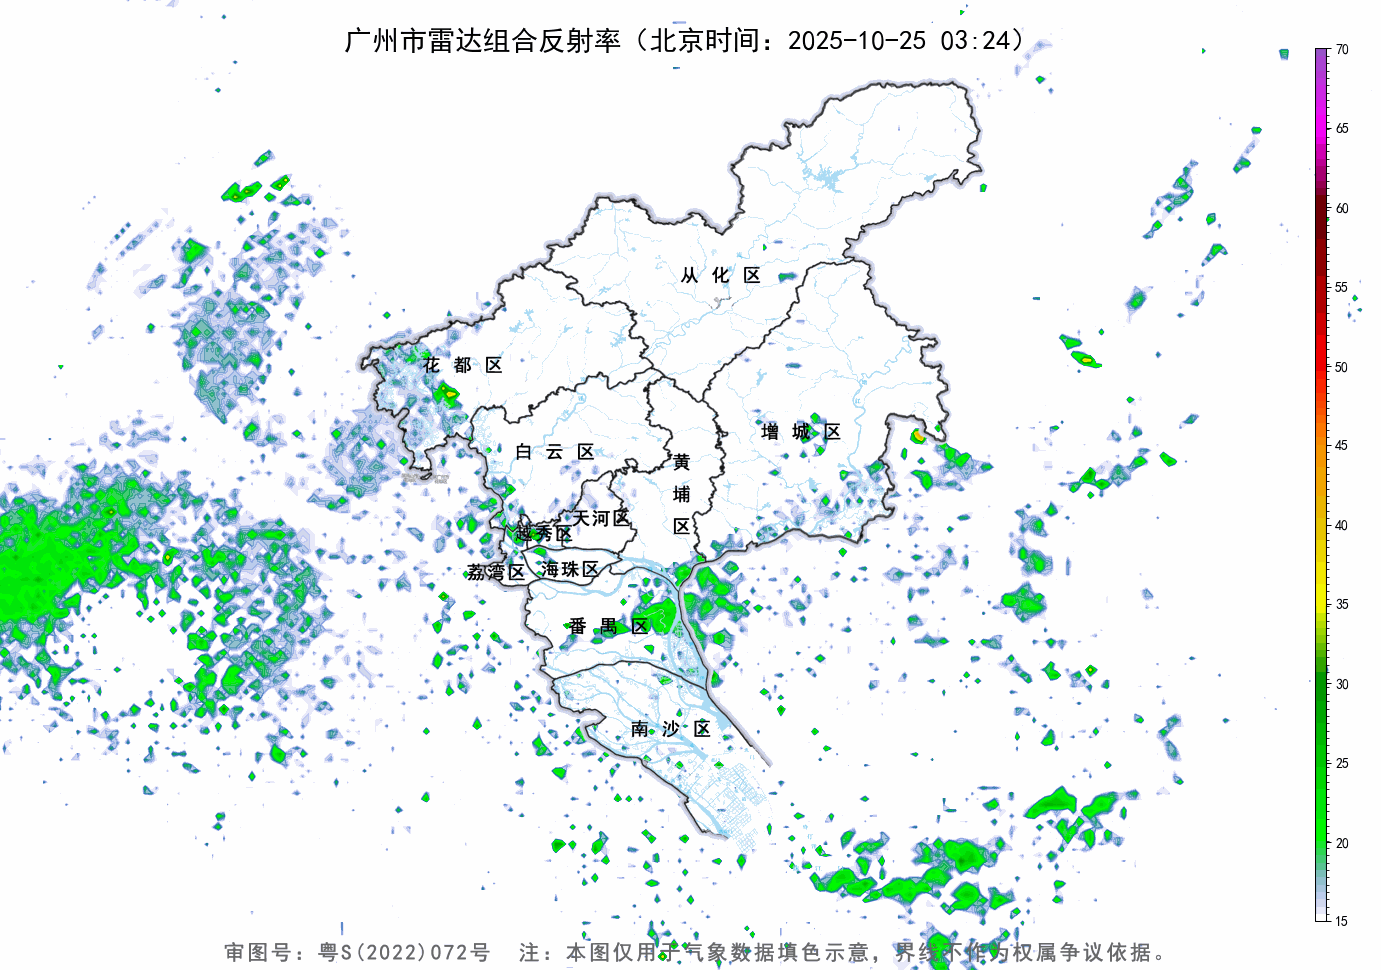 广州市雷达组合反射率（北京时间：2025-10-25 03:24）
70
65
60
55
50
45
40
35
30
25
20
15
从化区
花都区
增城区
白云区
黄埔区
天河区
越秀区
海珠区
荔湾区
番禺区
南沙区
审图号：粤S(2022)072号 注：本图仅用于气象数据填色示意，界线不作为权属争议依据。